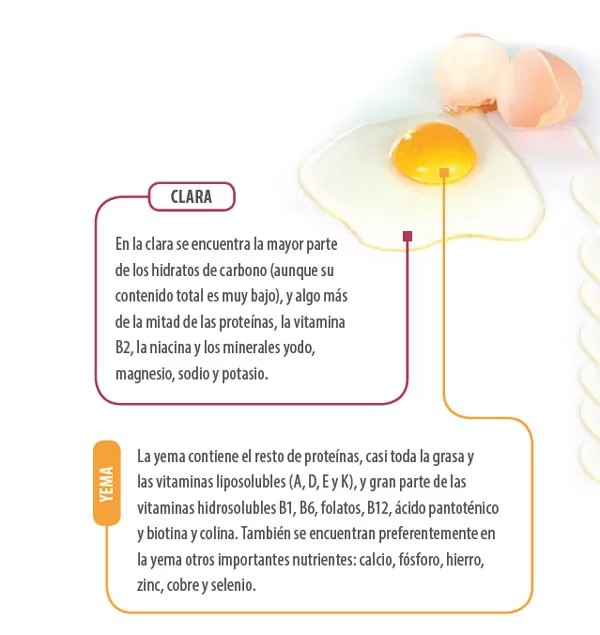 CLARA
En la clara se encuentra la mayor parte
de los hidratos de carbono (aunque su
contenido total es muy bajo), y algo más
de la mitad de las proteínas, la vitamina
B2, la niacina y los minerales yodo,
magnesio, sodio y potasio.
YEMA
La yema contiene el resto de proteínas, casi toda la grasa y
las vitaminas liposolubles (A, D, E y K), y gran parte de las
vitaminas hidrosolubles B1, B6, folatos, B12, ácido pantoténico
y biotina y colina. También se encuentran preferentemente en
la yema otros importantes nutrientes: calcio, fósforo, hierro,
zinc, cobre y selenio.